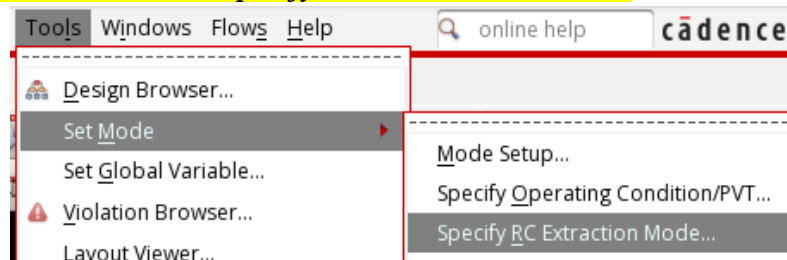 Tools Windows Flows Help online help cādence
Design Browser...
Set Mode
Set Global Variable...
Violation Browser...
Layout Viewer...
Mode Setup...
Specify Operating Condition/PVT...
Specify RC Extraction Mode...